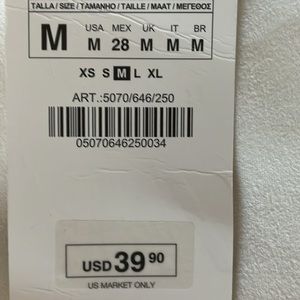 TALLA / SIZE / TAMANHO / TAILLE / MAAT / ΜΕΓΕΘΟΣ
M
USA MEX UK IT BR
M 28 M M M
XS S M L XL
ART.:5070/646/250
05070646250034
USD 39 90
US MARKET ONLY